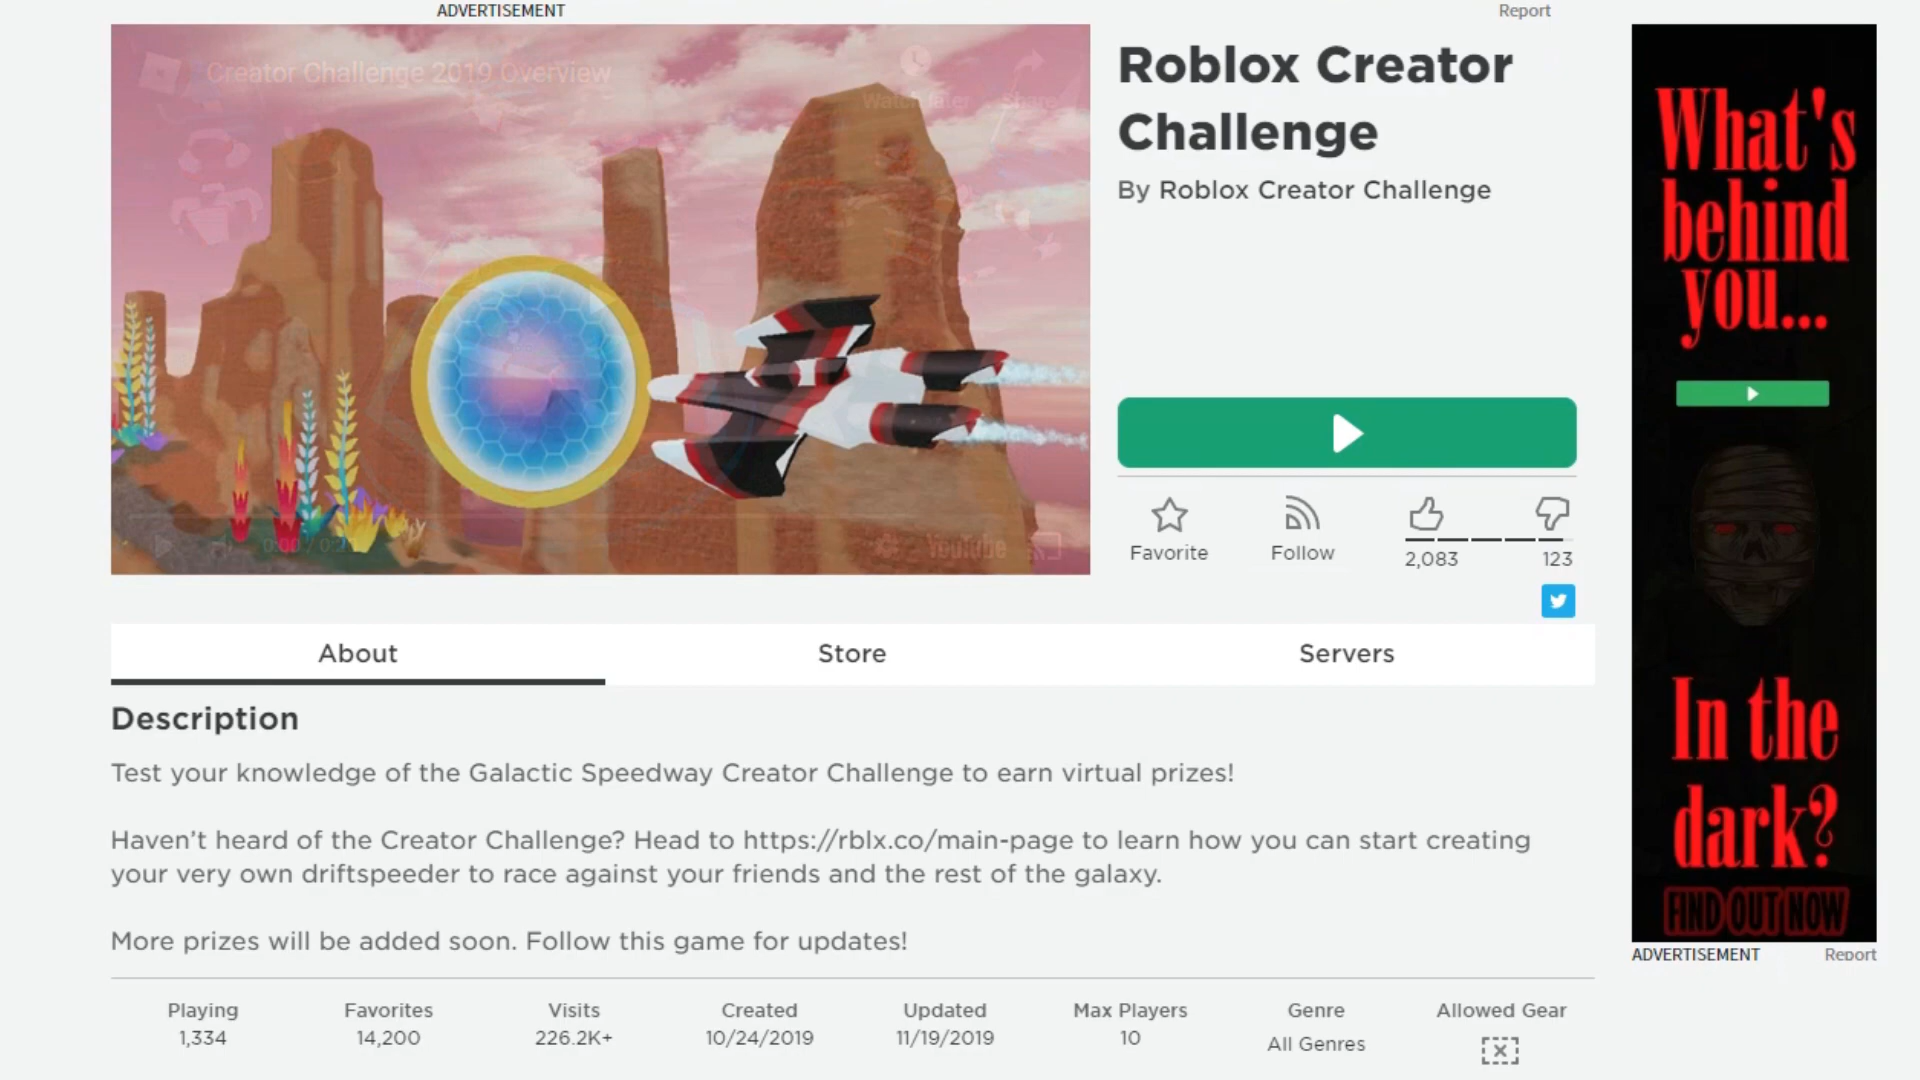 ADVERTISEMENT
Report
Creator Challenge 2019 Overview
Watch later
Share
YouTube
Roblox Creator
Challenge
By Roblox Creator Challenge
Favorite
Follow
2,083
123
About
Store
Servers
Description
Test your knowledge of the Galactic Speedway Creator Challenge to earn virtual prizes!
Haven’t heard of the Creator Challenge? Head to https://rblx.co/main-page to learn how you can start creating
your very own driftspeeder to race against your friends and the rest of the galaxy.
More prizes will be added soon. Follow this game for updates!
Playing
1,334
Favorites
14,200
Visits
226.2K+
Created
10/24/2019
Updated
11/19/2019
Max Players
10
Genre
All Genres
Allowed Gear
What's
behind
you...
In the
dark?
FIND OUT NOW
ADVERTISEMENT
Report